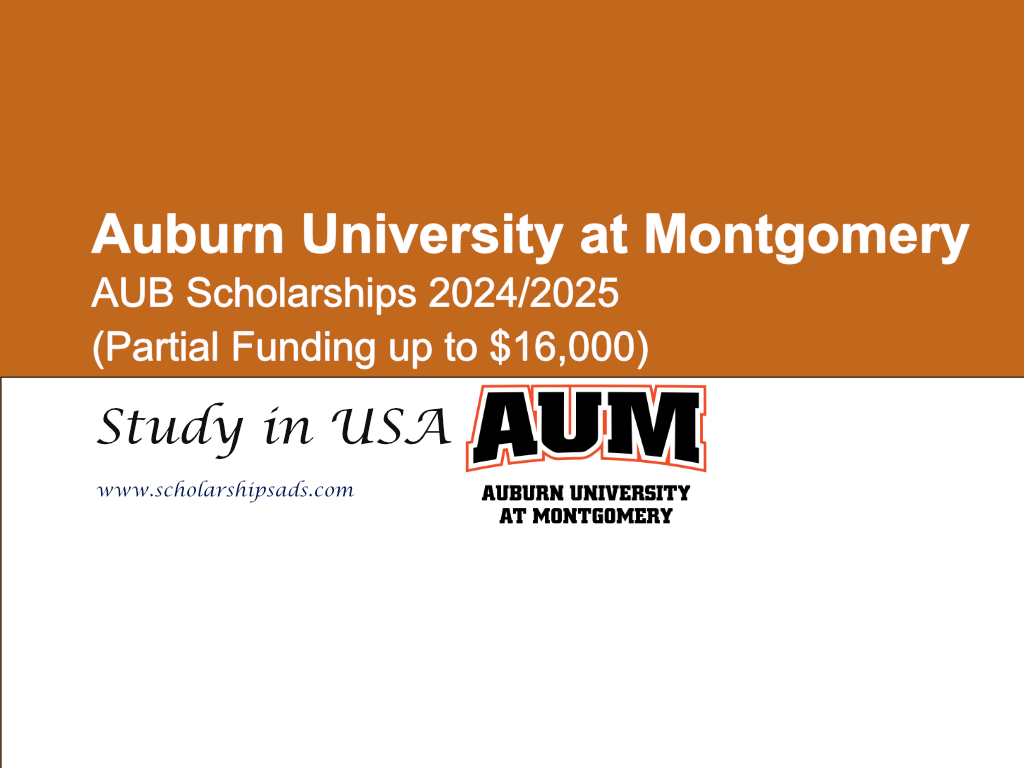 Auburn University at Montgomery
AUB Scholarships 2024/2025
(Partial Funding up to $16,000)
Study in USA
AUM
www.scholarshipsads.com
AUBURN UNIVERSITY
AT MONTGOMERY